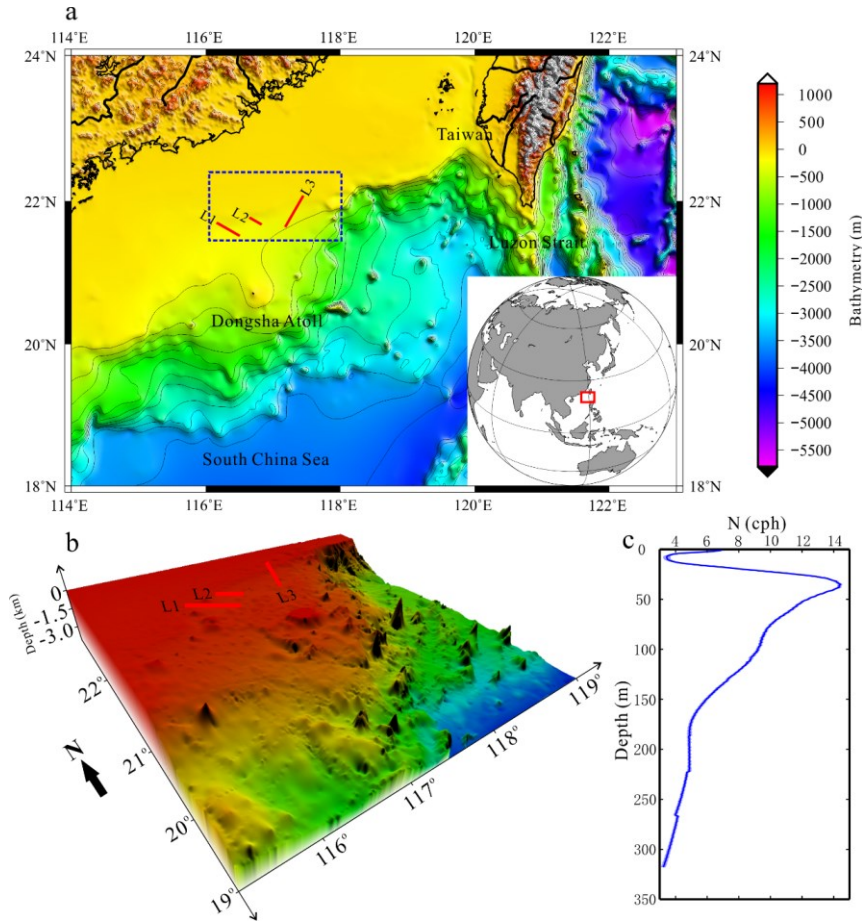 a
114°E
116°E
118°E
120°E
122°E
24°N
24°N
22°N
22°N
20°N
20°N
18°N
18°N
114°E
116°E
118°E
120°E
122°E
Taiwan
L1
L2
L3
Luzon Strait
Dongsha Atoll
South China Sea
1000
500
0
-500
-1000
-1500
-2000
-2500
-3000
-3500
-4000
-4500
-5000
-5500
Bathymetry (m)
b
Depth(km)
0
-1.5
-3.0
L1
L2
L3
22°
21°
20°
19°
116°
117°
118°
119°
N
c
N (cph)
4
6
8
10
12
14
0
50
100
150
200
250
300
350
Depth (m)